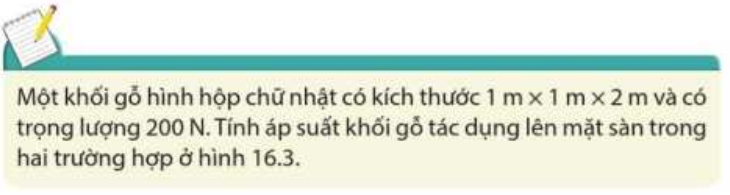 Một khối gỗ hình hộp chữ nhật có kích thước 1 m × 1 m × 2 m và có
trọng lượng 200 N. Tính áp suất khối gỗ tác dụng lên mặt sàn trong
hai trường hợp ở hình 16.3.